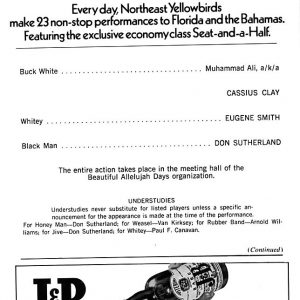 Every day, Northeast Yellowbirds
make 23 non-stop performances to Florida and the Bahamas.
Featuring the exclusive economy class Seat-and-a-Half.
Buck White Muhammad Ali, a/k/a
CASSIUS CLAY
Whitey EUGENE SMITH
Black Man DON SUTHERLAND
The entire action takes place in the meeting hall of the
Beautiful Allelujah Days organization.
UNDERSTUDIES
Understudies never substitute for listed players unless a specific an-
nouncement for the appearance is made at the time of the performance.
For Honey Man—Don Sutherland; for Weasel—Van Kirksey; for Rubber Band—Arnold Wil-
liams; for Jive—Don Sutherland; for Whitey—Paul F. Canavan.
(Continued)
J&B